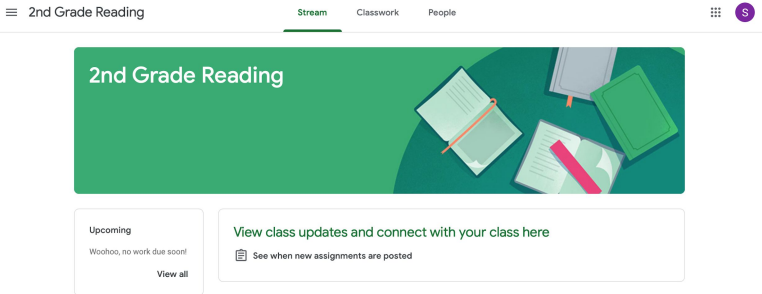 2nd Grade Reading
Stream
Classwork
People
S
2nd Grade Reading
Upcoming
Woohoo, no work due soon!
View all
View class updates and connect with your class here
See when new assignments are posted